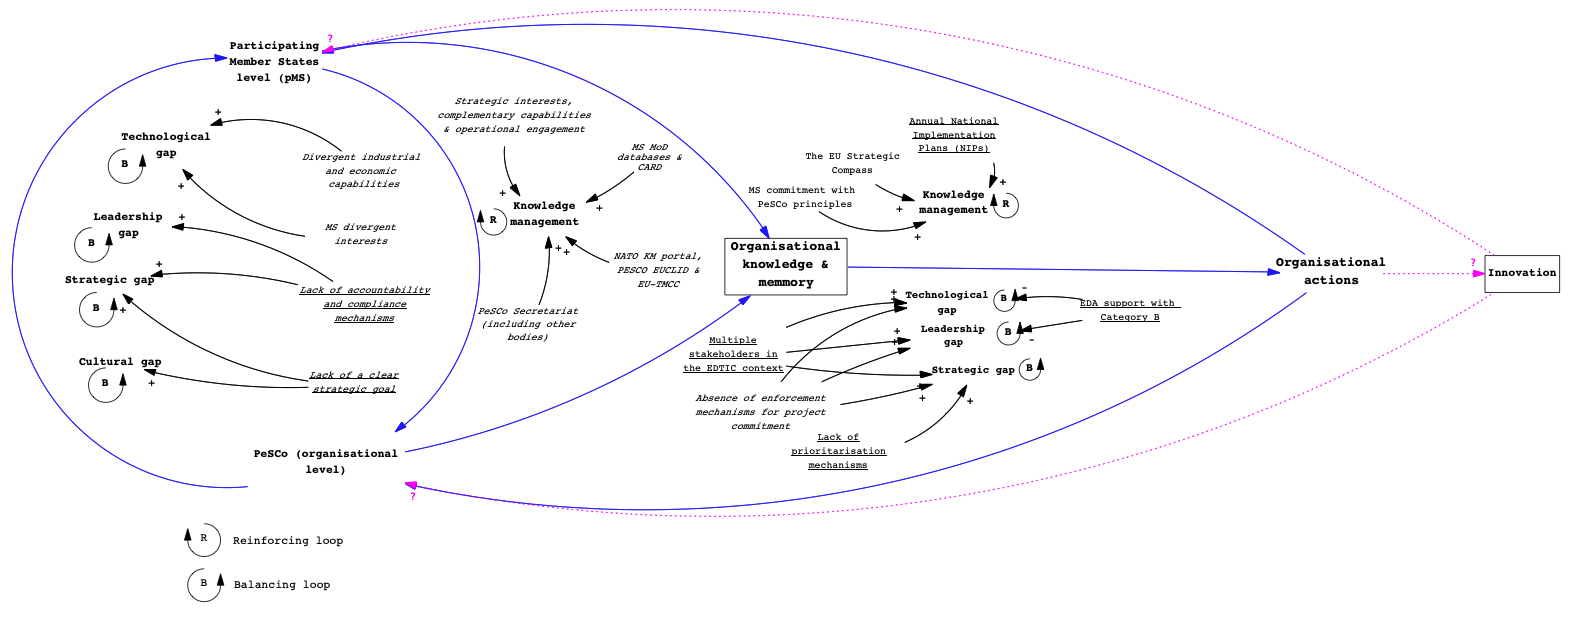 ?
Participating
Member States
level (pMS)
+
Technological
gap
B
+
Divergent industrial
and economic
capabilities
Leadership
gap
B
+
MS divergent
interests
+
Strategic gap
B
+
Lack of accountability
and compliance
mechanisms
Cultural gap
B
+
Lack of a clear
strategic goal
PeSCo (organisational
level)
?
Strategic interests,
complementary capabilities
& operational engagement
MS MoD
databases &
CARD
+
+
Knowledge
management
R
+
+
NATO KM portal,
PESCO EUCLID &
EU-TMCC
PeSCo Secretariat
(including other
bodies)
Organisational
knowledge &
memmory
Annual National
Implementation
Plans (NIPs)
The EU Strategic
Compass
MS commitment with
PeSCo principles
+
+
+
Knowledge
management
R
Organisational
actions
?
Innovation
+
+
Technological
gap
B
-
EDA support with
Category B
+
+
Leadership
gap
B
-
Multiple
stakeholders in
the EDTIC context
Strategic gap
B
+
+
+
Absence of enforcement
mechanisms for project
commitment
Lack of
prioritarisation
mechanisms
R
Reinforcing loop
B
Balancing loop